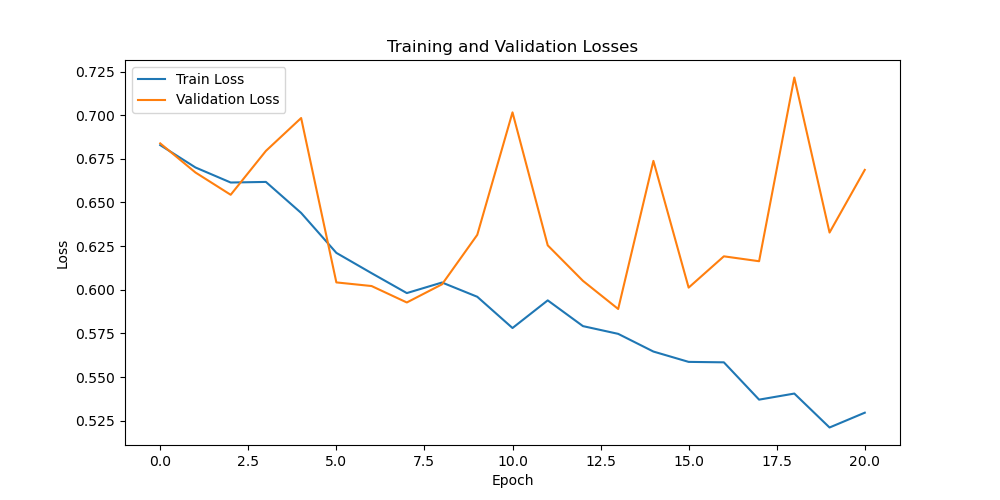 Training and Validation Losses
Train Loss
Validation Loss
0.725
0.700
0.675
0.650
0.625
0.600
0.575
0.550
0.525
Loss
0.0 2.5 5.0 7.5 10.0 12.5 15.0 17.5 20.0
Epoch